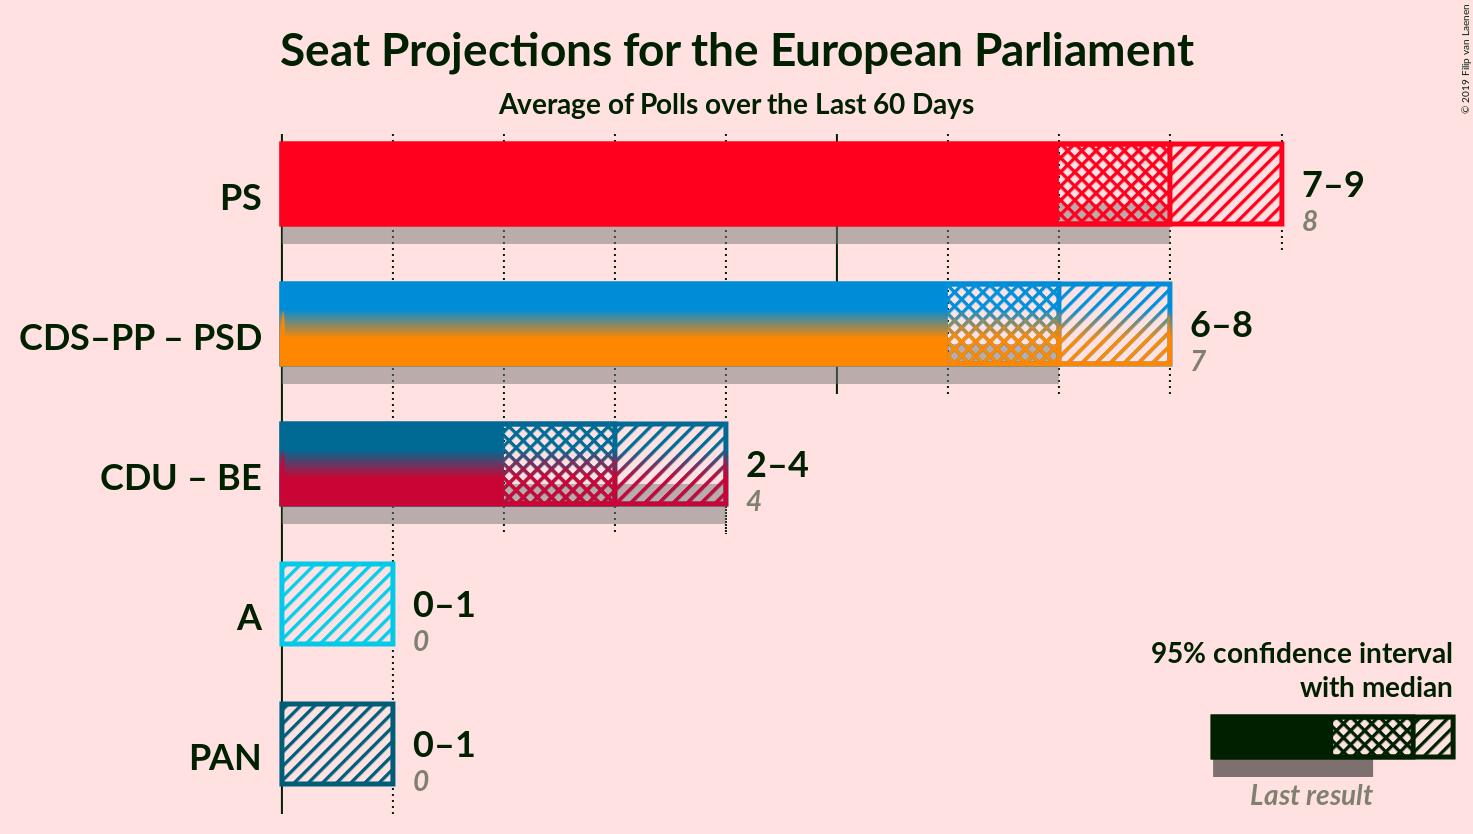 Seat Projections for the European Parliament
Average of Polls over the Last 60 Days
© 2019 Filip van Laenen
PS
7–9
8
CDS–PP – PSD
6–8
7
CDU – BE
2–4
4
A
0–1
0
PAN
0–1
0
95% confidence interval
with median
Last result